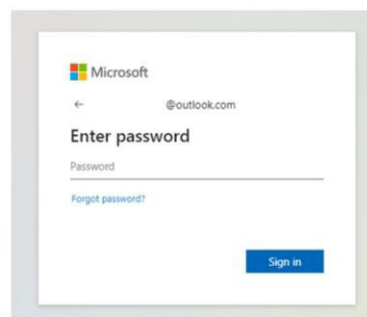 Microsoft
← @outlook.com
Enter password
Password
Forgot password?
Sign in